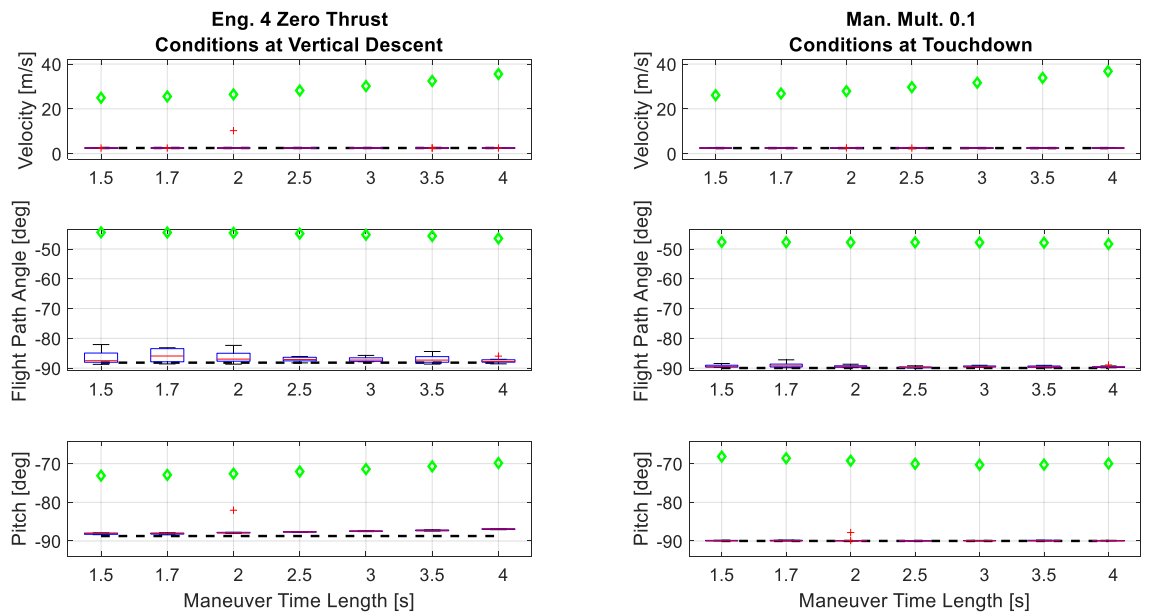 Eng. 4 Zero Thrust
Conditions at Vertical Descent
Velocity [m/s]
40
20
0
1.5 1.7 2 2.5 3 3.5 4
Flight Path Angle [deg]
-50
-60
-70
-80
-90
1.5 1.7 2 2.5 3 3.5 4
Pitch [deg]
-70
-80
-90
1.5 1.7 2 2.5 3 3.5 4
Maneuver Time Length [s]
Man. Mult. 0.1
Conditions at Touchdown
Velocity [m/s]
40
20
0
1.5 1.7 2 2.5 3 3.5 4
Flight Path Angle [deg]
-50
-60
-70
-80
-90
1.5 1.7 2 2.5 3 3.5 4
Pitch [deg]
-70
-80
-90
1.5 1.7 2 2.5 3 3.5 4
Maneuver Time Length [s]